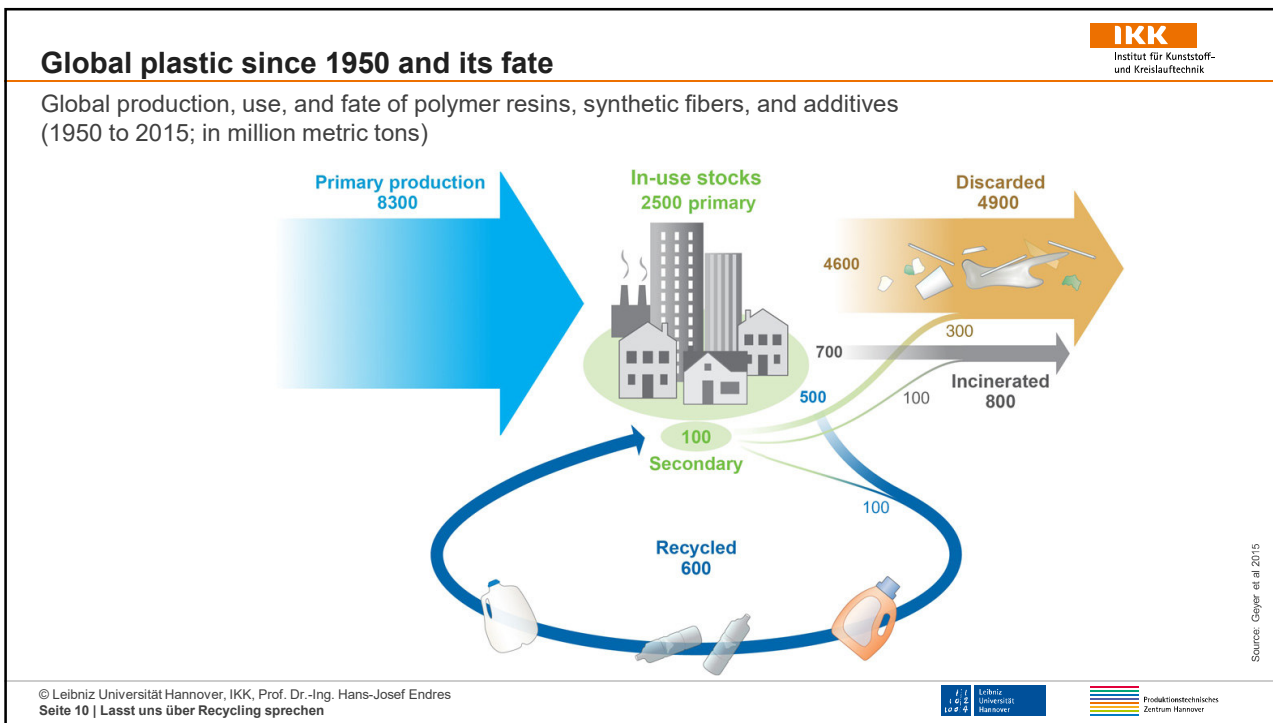 Global plastic since 1950 and its fate
IKK
Institut für Kunststoff-
und Kreislauftechnik
Global production, use, and fate of polymer resins, synthetic fibers, and additives
(1950 to 2015; in million metric tons)
Primary production
8300
In-use stocks
2500 primary
Discarded
4900
4600
300
700
Incinerated
800
500
100
100
Secondary
100
Recycled
600
Source: Geyer et al 2015
© Leibniz Universität Hannover, IKK, Prof. Dr.-Ing. Hans-Josef Endres
Seite 10 | Lasst uns über Recycling sprechen
Leibniz
Universität
Hannover
Produktionstechnisches
Zentrum Hannover